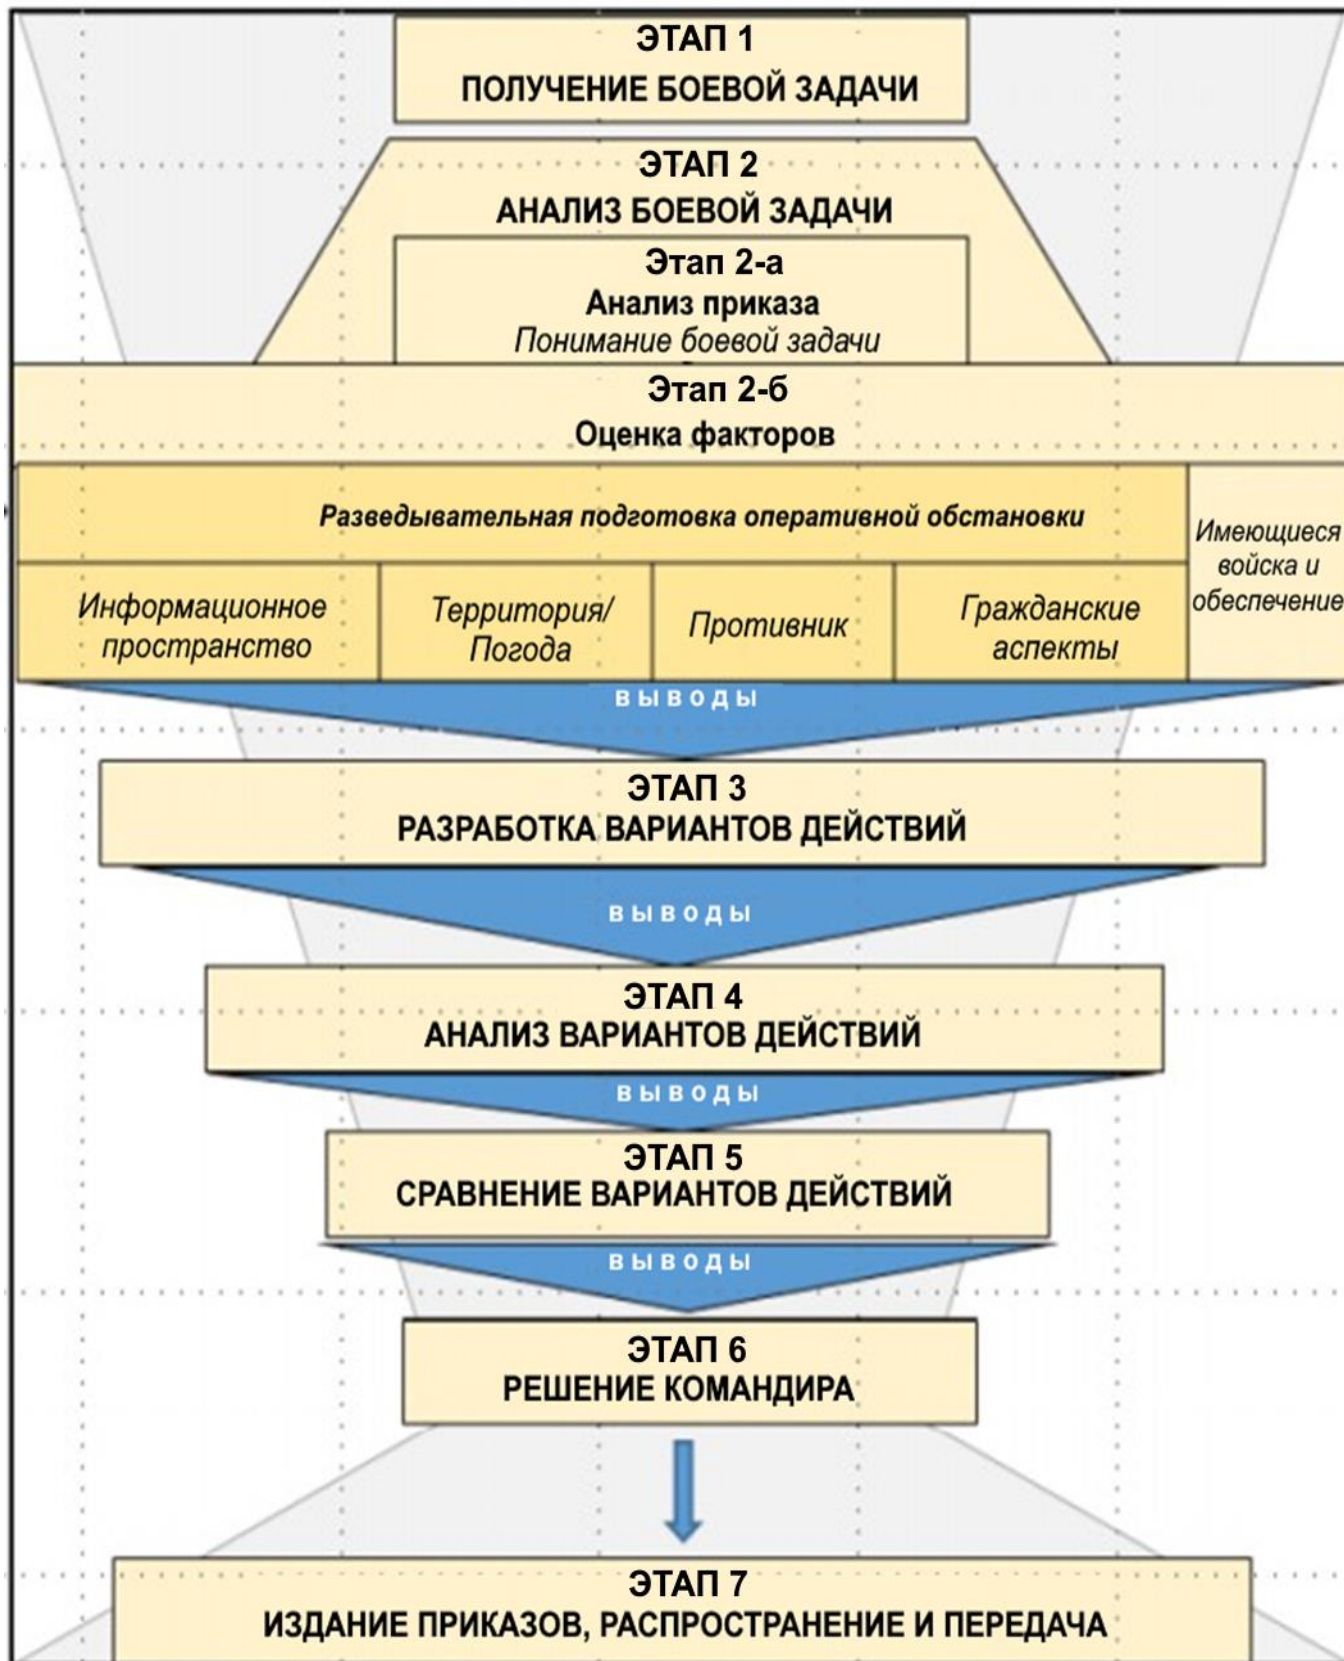 ЭТАП 1
ПОЛУЧЕНИЕ БОЕВОЙ ЗАДАЧИ
ЭТАП 2
АНАЛИЗ БОЕВОЙ ЗАДАЧИ
Этап 2-а
Анализ приказа
Понимание боевой задачи
Этап 2-б
Оценка факторов
Разведывательная подготовка оперативной обстановки
Имеющиеся
войска и
обеспечение
Информационное
пространство
Территория/
Погода
Противник
Гражданские
аспекты
выводы
ЭТАП 3
РАЗРАБОТКА ВАРИАНТОВ ДЕЙСТВИЙ
выводы
ЭТАП 4
АНАЛИЗ ВАРИАНТОВ ДЕЙСТВИЙ
выводы
ЭТАП 5
СРАВНЕНИЕ ВАРИАНТОВ ДЕЙСТВИЙ
выводы
ЭТАП 6
РЕШЕНИЕ КОМАНДИРА
ЭТАП 7
ИЗДАНИЕ ПРИКАЗОВ, РАСПРОСТРАНЕНИЕ И ПЕРЕДАЧА